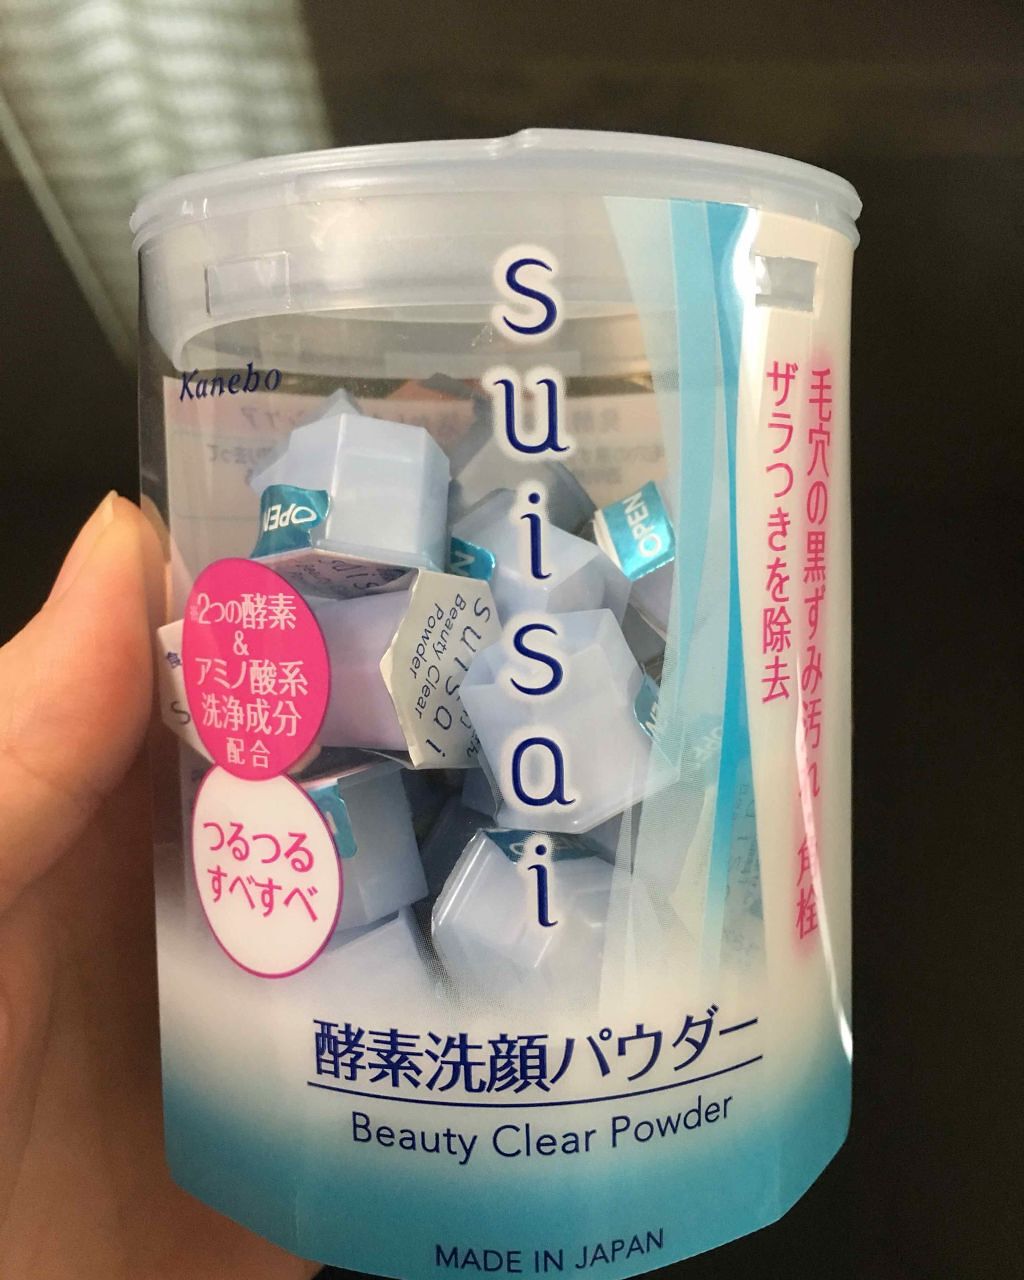 Kanebo
suisai
毛穴の黒ずみ汚れ 角栓
ザラつきを除去
OPEN
OPEN
suisai
Beauty Clear
Powder
※2つの酵素
&
アミノ酸系
洗浄成分
配合
つるつる
すべすべ
酵素洗顔パウダー
Beauty Clear Powder
MADE IN JAPAN